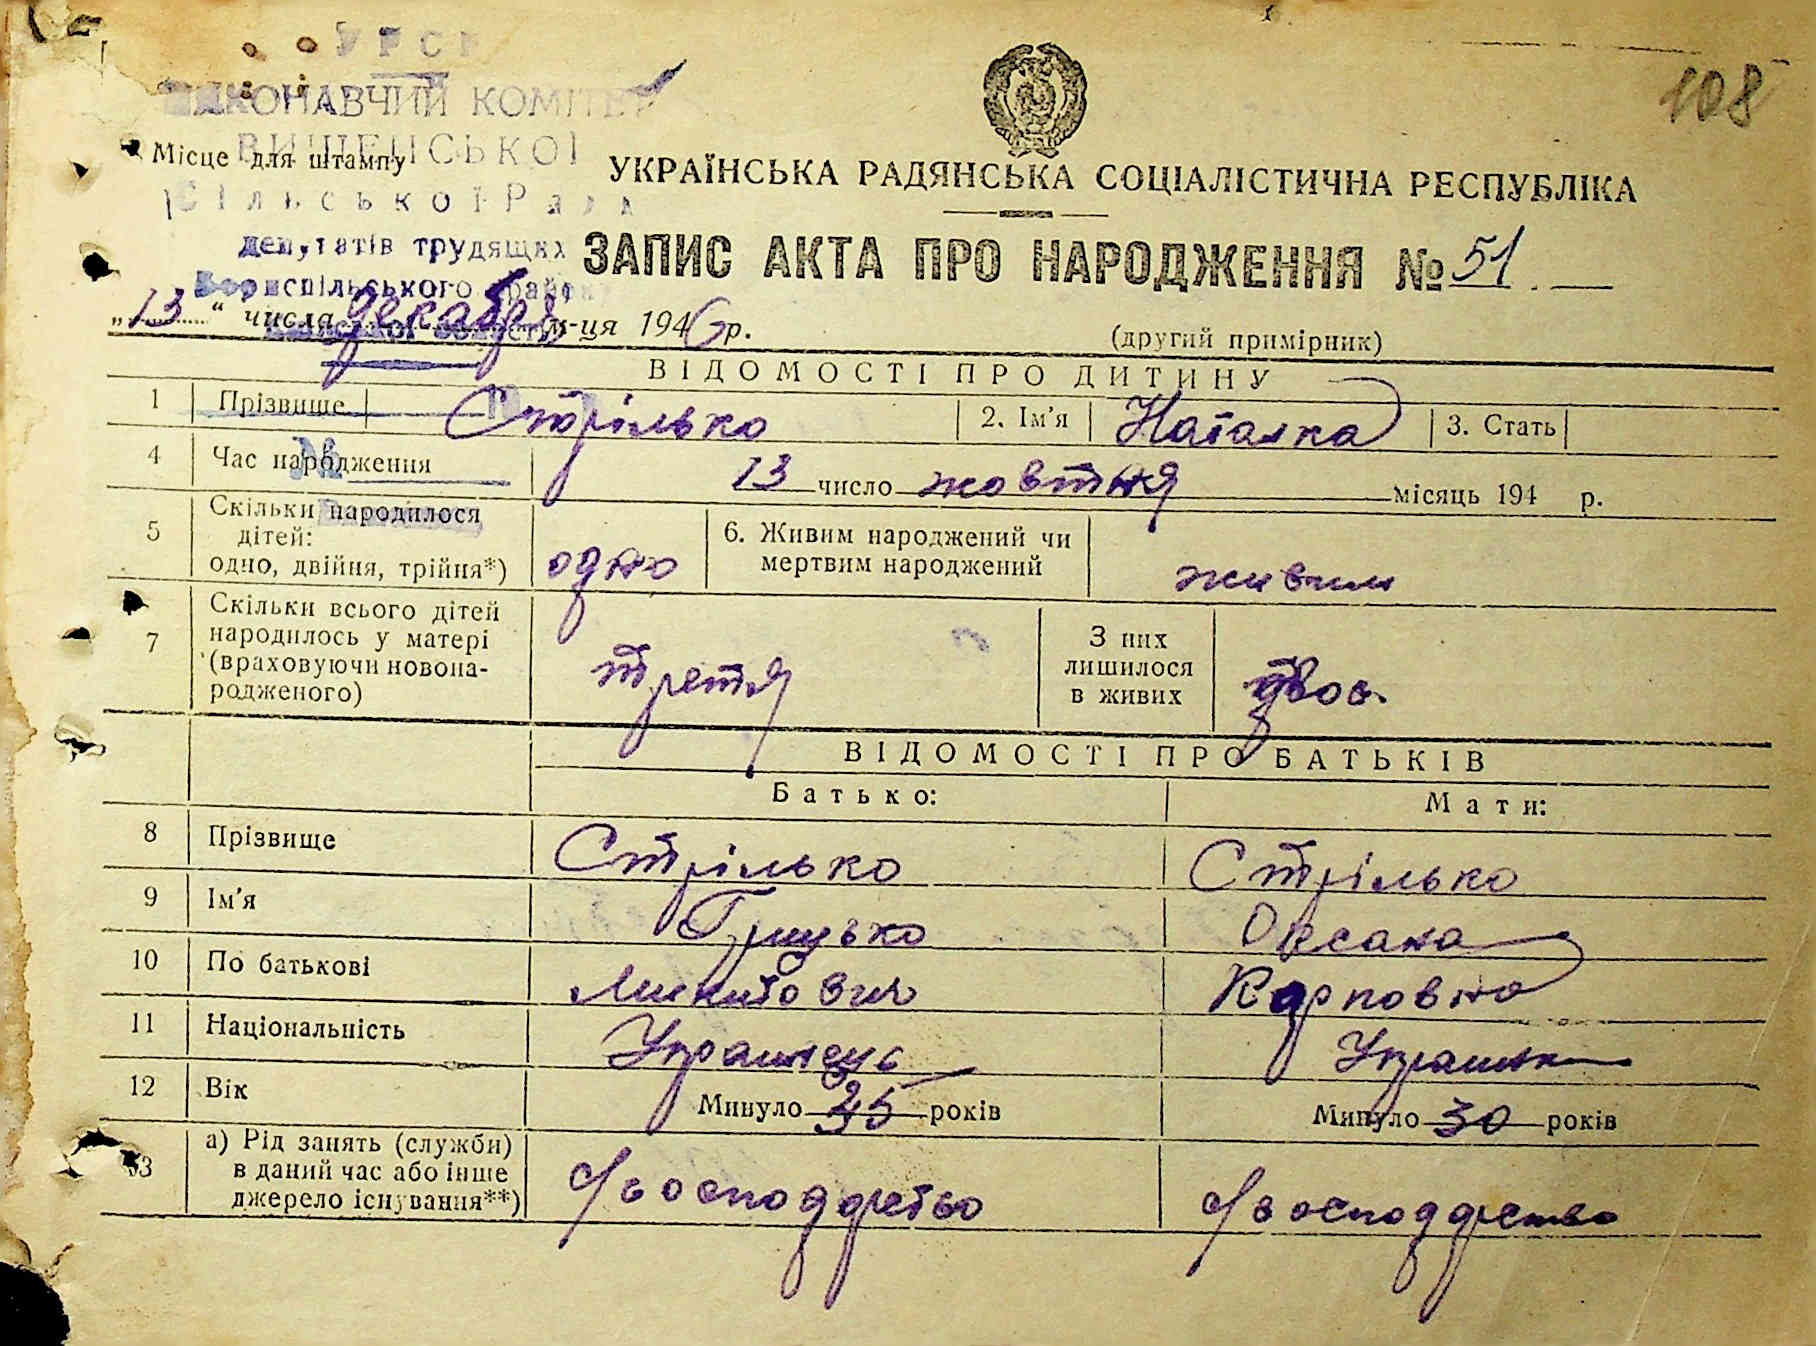 108
УРСР
ВИКОНАВЧИЙ КОМІТЕТ
ВИШЕНСЬКОЇ
Сільської Ради
депутатів трудящих
Бориспільського району
Місце для штампу
УКРАЇНСЬКА РАДЯНСЬКА СОЦІАЛІСТИЧНА РЕСПУБЛІКА
ЗАПИС АКТА ПРО НАРОДЖЕННЯ № 51
„13“ числа декабря м-ця 1946 р.
(другий примірник)
ВІДОМОСТІ ПРО ДИТИНУ
1 Прізвище Стрілько 2. Ім'я Наталка 3. Стать
4 Час народження 13 число жовтня місяць 194 р.
№
5 Скільки народилося дітей: одно, двійня, трійня*) одно 6. Живим народжений чи мертвим народжений живим
7 Скільки всього дітей народилось у матері (враховуючи новонародженого) третя З них лишилося в живих двоє.
ВІДОМОСТІ ПРО БАТЬКІВ
Батько: Мати:
8 Прізвище Стрілько Стрілько
9 Ім'я Грицько Оксана
10 По батькові Микитович Карповна
11 Національність Українець Українка
12 Вік Минуло 35 років Минуло 30 років
13 а) Рід занять (служби) в даний час або інше джерело існування**)